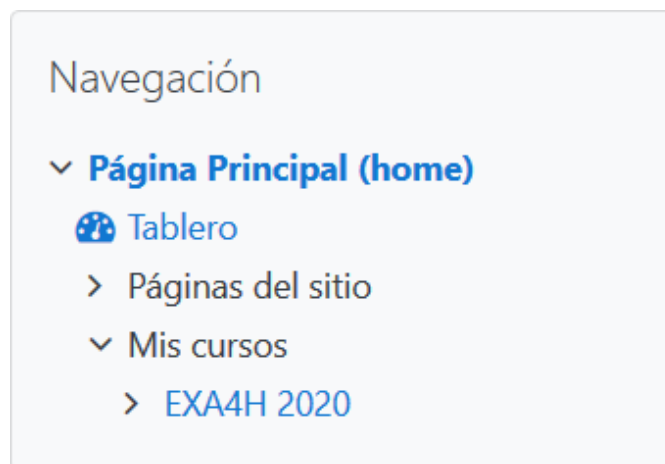 Navegación
Página Principal (home)
Tablero
Páginas del sitio
Mis cursos
EXA4H 2020